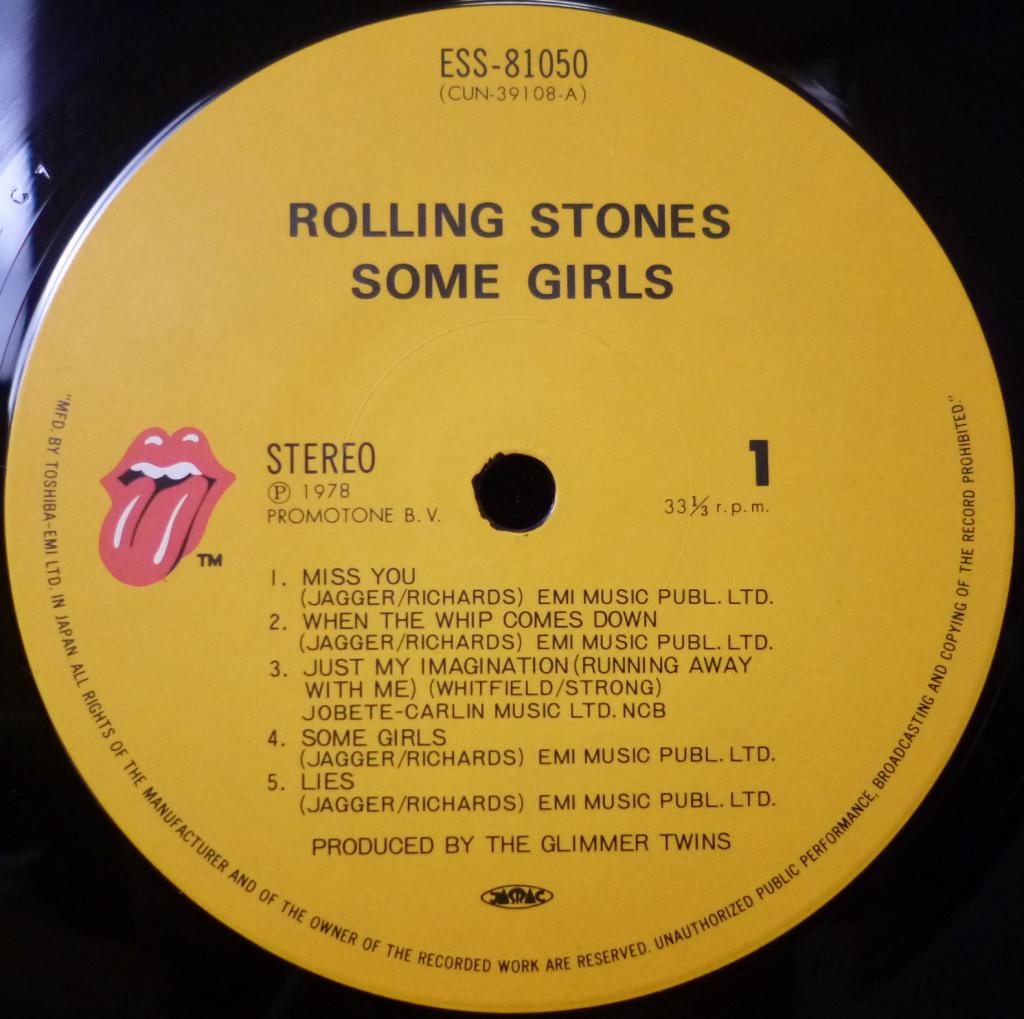 ESS-81050
(CUN-39108-A)
ROLLING STONES
SOME GIRLS
STEREO
Ⓟ 1978
PROMOTONE B. V.
1
33⅓ r.p.m.
TM
1. MISS YOU
(JAGGER/RICHARDS) EMI MUSIC PUBL. LTD.
2. WHEN THE WHIP COMES DOWN
(JAGGER/RICHARDS) EMI MUSIC PUBL. LTD.
3. JUST MY IMAGINATION (RUNNING AWAY
WITH ME) (WHITFIELD/STRONG)
JOBETE-CARLIN MUSIC LTD. NCB
4. SOME GIRLS
(JAGGER/RICHARDS) EMI MUSIC PUBL. LTD.
5. LIES
(JAGGER/RICHARDS) EMI MUSIC PUBL. LTD.
PRODUCED BY THE GLIMMER TWINS
JASRAC
"MFD. BY TOSHIBA-EMI LTD. IN JAPAN. ALL RIGHTS OF THE MANUFACTURER AND OF THE OWNER OF THE RECORDED WORK ARE RESERVED. UNAUTHORIZED PUBLIC PERFORMANCE, BROADCASTING AND COPYING OF THE RECORD PROHIBITED."